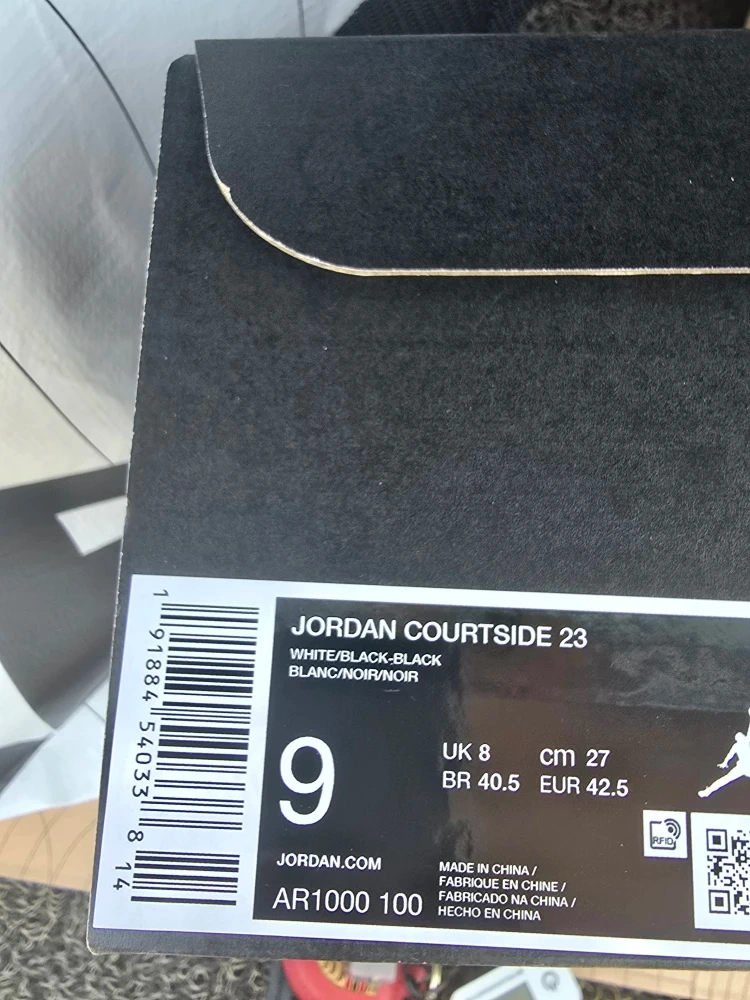 1 91884 54033 8 14
JORDAN COURTSIDE 23
WHITE/BLACK-BLACK
BLANC/NOIR/NOIR
9
UK 8 cm 27
BR 40.5 EUR 42.5
RFID
JORDAN.COM
AR1000 100
MADE IN CHINA /
FABRIQUE EN CHINE /
FABRICADO NA CHINA /
HECHO EN CHINA